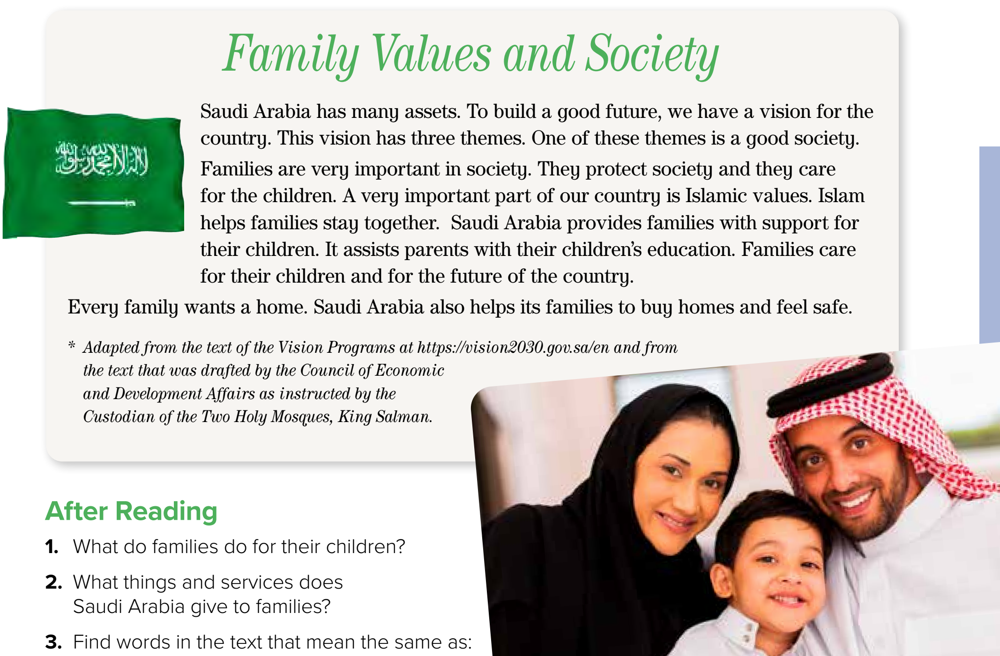 Family Values and Society
Saudi Arabia has many assets. To build a good future, we have a vision for the
country. This vision has three themes. One of these themes is a good society.
Families are very important in society. They protect society and they care
for the children. A very important part of our country is Islamic values. Islam
helps families stay together.  Saudi Arabia provides families with support for
their children. It assists parents with their children’s education. Families care
for their children and for the future of the country.
Every family wants a home. Saudi Arabia also helps its families to buy homes and feel safe.
* Adapted from the text of the Vision Programs at https://vision2030.gov.sa/en and from
the text that was drafted by the Council of Economic
and Development Affairs as instructed by the
Custodian of the Two Holy Mosques, King Salman.
لا إله إلا الله محمد رسول الله
After Reading
1. What do families do for their children?
2. What things and services does
Saudi Arabia give to families?
3. Find words in the text that mean the same as: